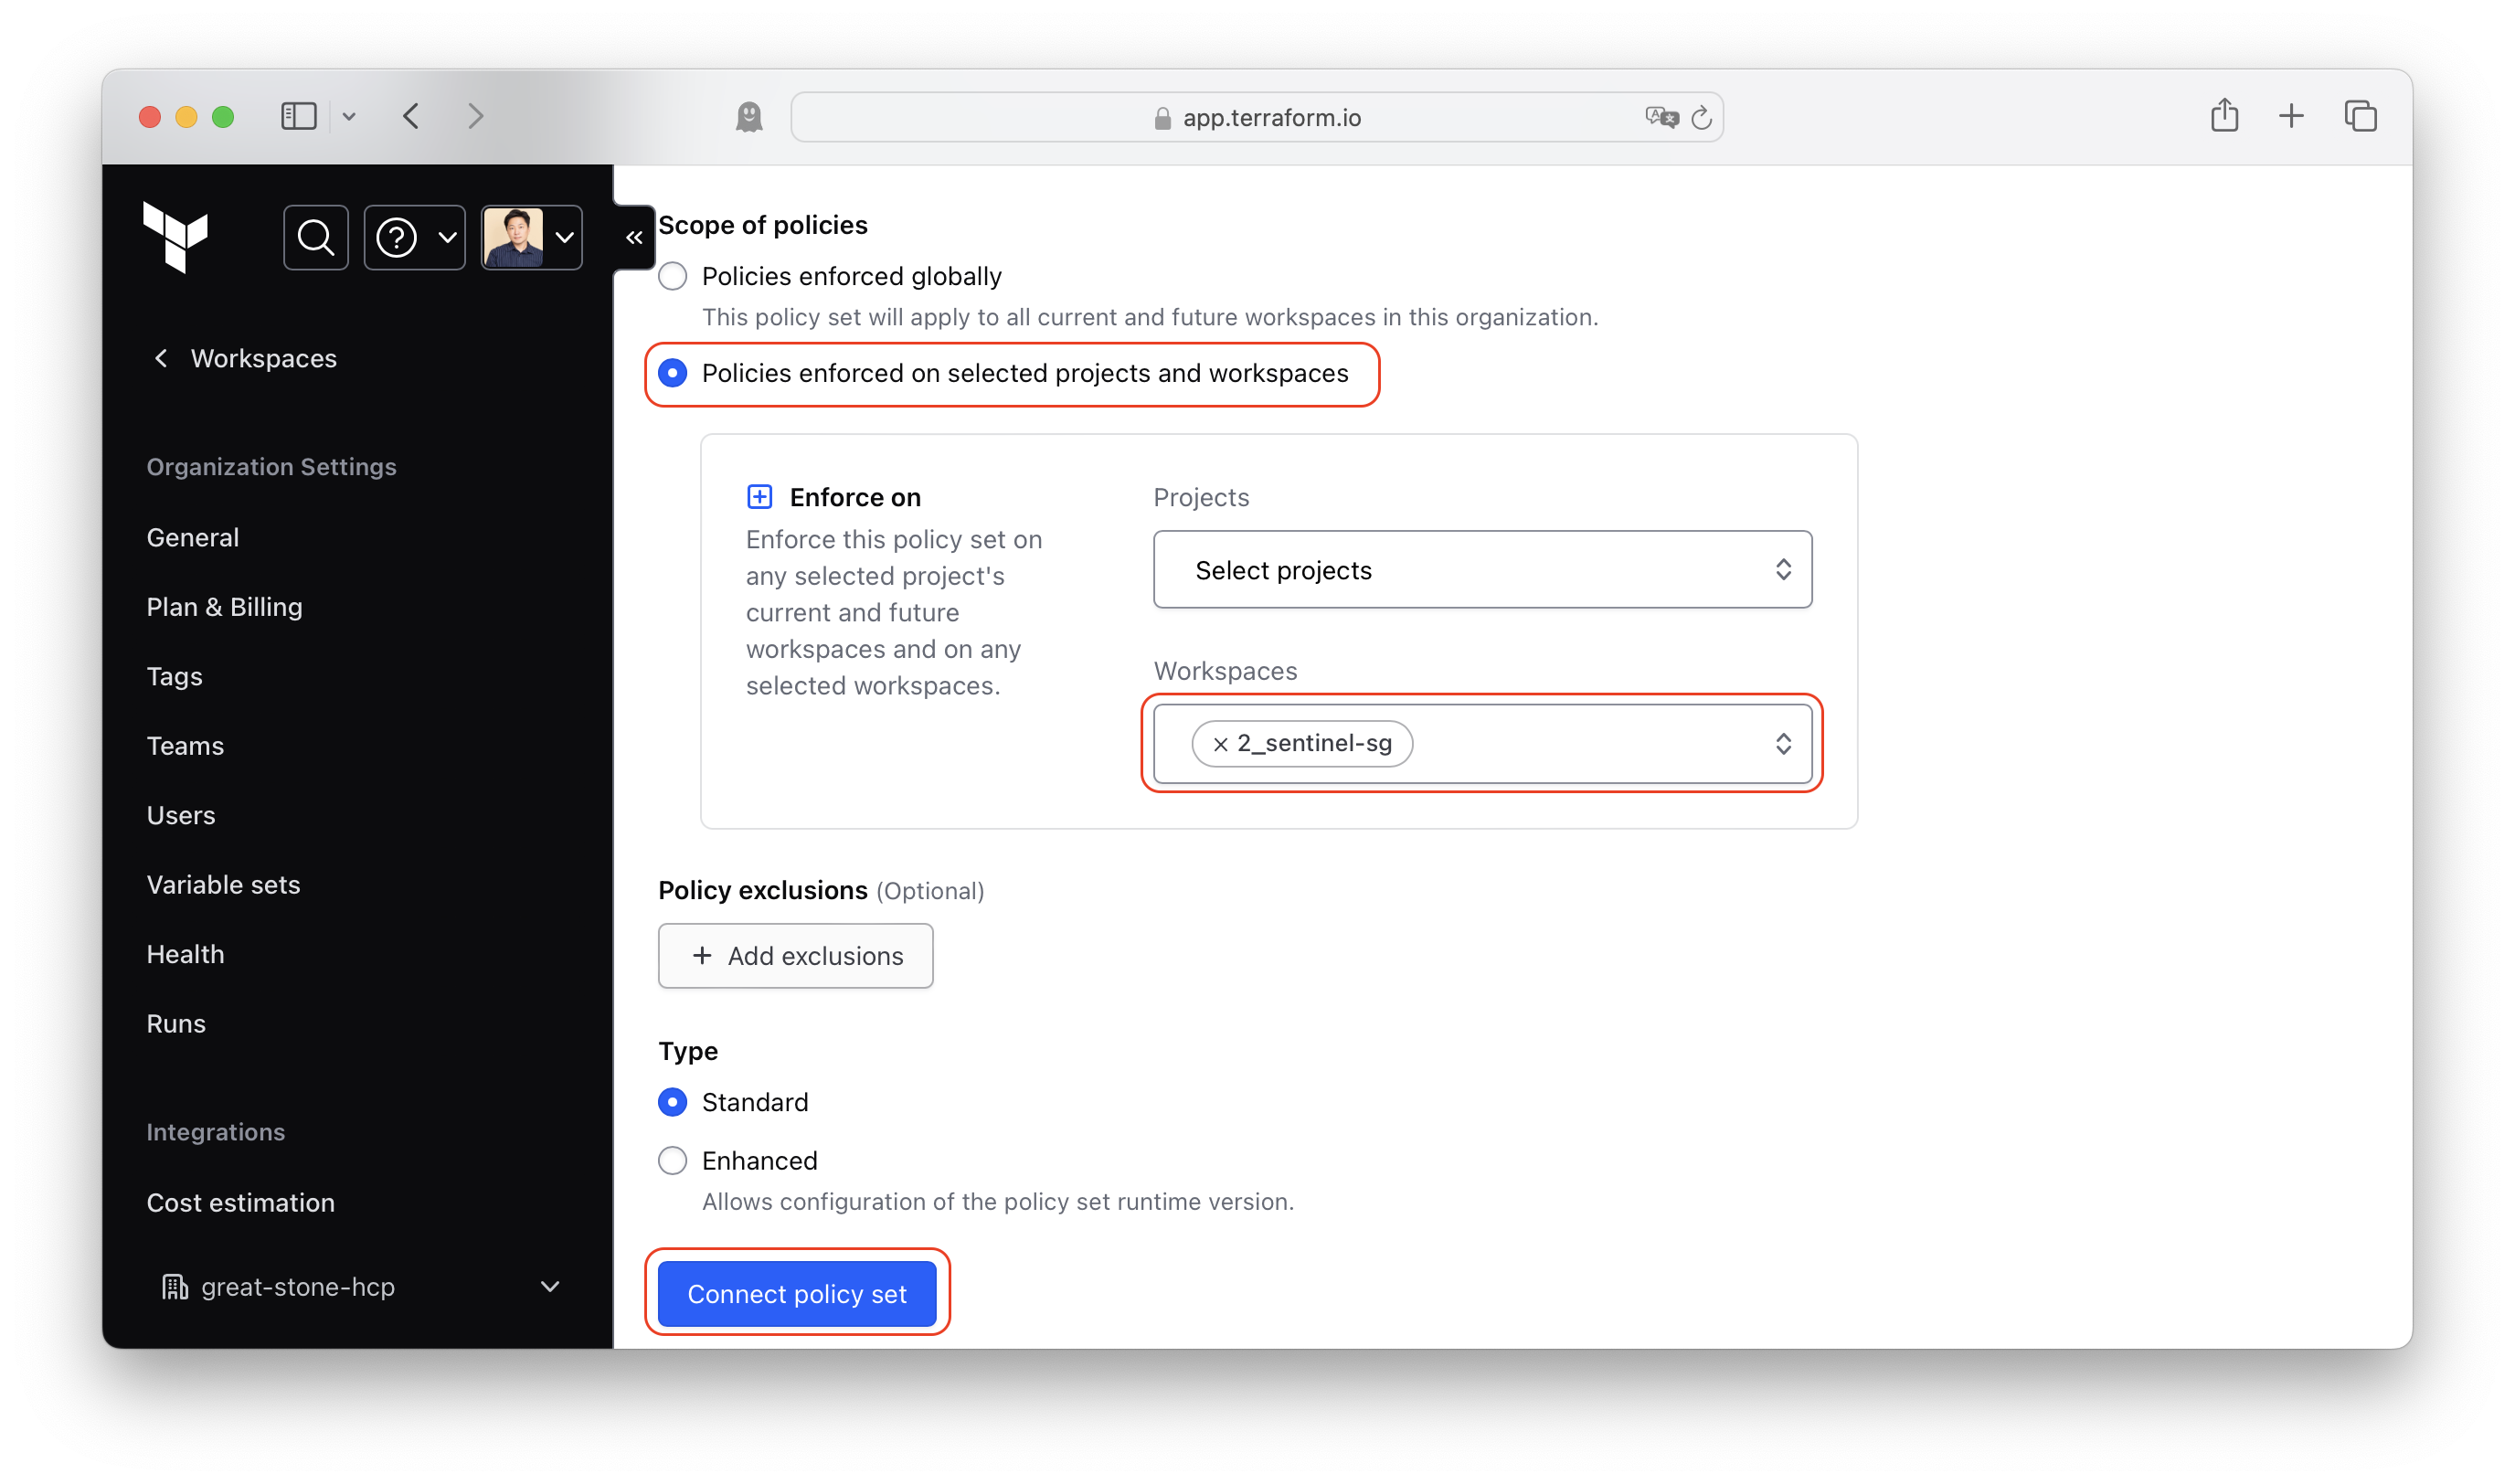 app.terraform.io
Workspaces
Organization Settings
General
Plan & Billing
Tags
Teams
Users
Variable sets
Health
Runs
Integrations
Cost estimation
great-stone-hcp
Scope of policies
Policies enforced globally
This policy set will apply to all current and future workspaces in this organization.
Policies enforced on selected projects and workspaces
Enforce on
Enforce this policy set on
any selected project's
current and future
workspaces and on any
selected workspaces.
Projects
Select projects
Workspaces
2_sentinel-sg
Policy exclusions (Optional)
+ Add exclusions
Type
Standard
Enhanced
Allows configuration of the policy set runtime version.
Connect policy set